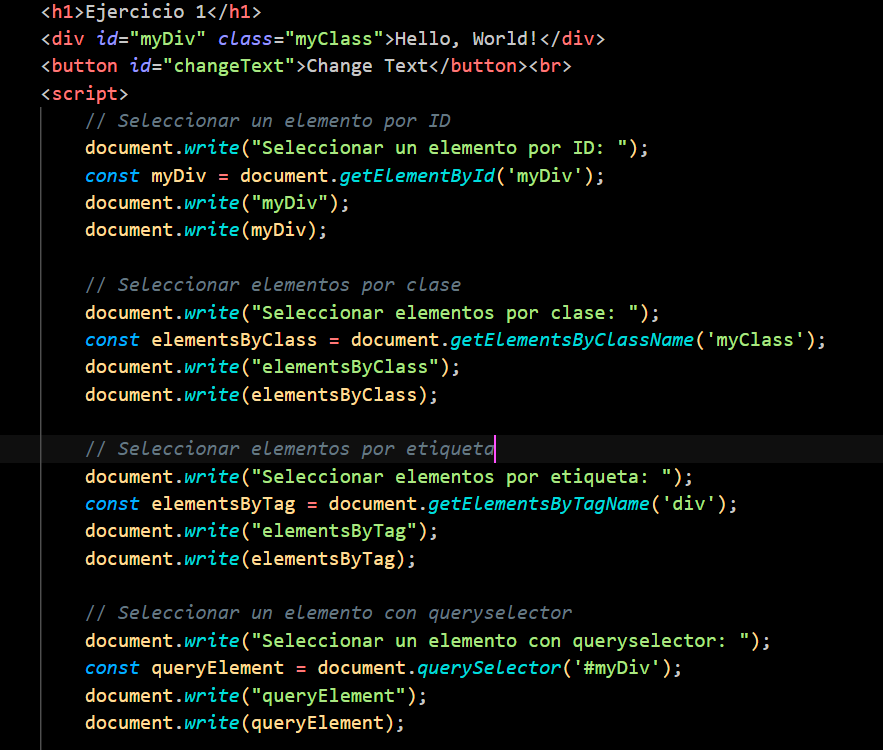 <h1>Ejercicio 1</h1>
<div id="myDiv" class="myClass">Hello, World!</div>
<button id="changeText">Change Text</button><br>
<script>
// Seleccionar un elemento por ID
document.write("Seleccionar un elemento por ID: ");
const myDiv = document.getElementById('myDiv');
document.write("myDiv");
document.write(myDiv);
// Seleccionar elementos por clase
document.write("Seleccionar elementos por clase: ");
const elementsByClass = document.getElementsByClassName('myClass');
document.write("elementsByClass");
document.write(elementsByClass);
// Seleccionar elementos por etiqueta
document.write("Seleccionar elementos por etiqueta: ");
const elementsByTag = document.getElementsByTagName('div');
document.write("elementsByTag");
document.write(elementsByTag);
// Seleccionar un elemento con queryselector
document.write("Seleccionar un elemento con queryselector: ");
const queryElement = document.querySelector('#myDiv');
document.write("queryElement");
document.write(queryElement);